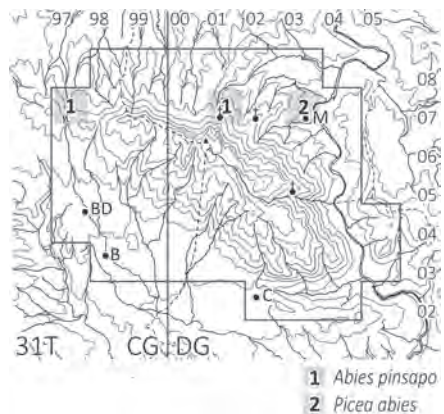 97 98 99 00 01 02 03 04 05
08
07
06
05
04
03
02
1 1 2
M
BD
B
C
31T CG DG
1 Abies pinsapo
2 Picea abies